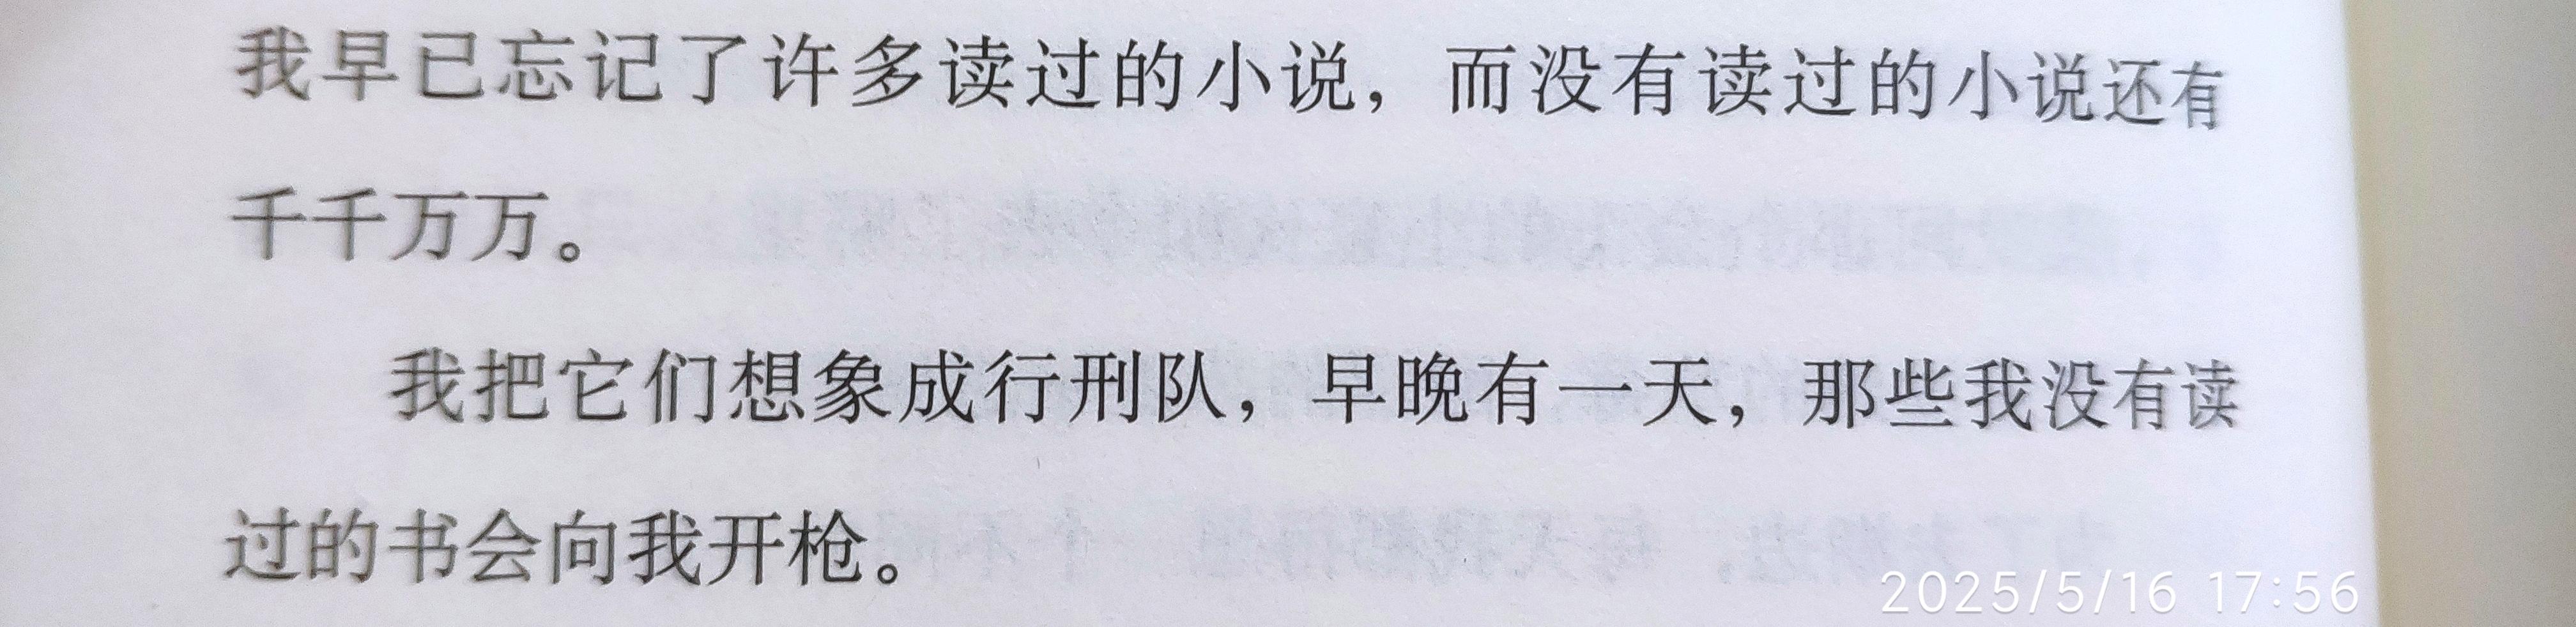 我早已忘记了许多读过的小说，而没有读过的小说还有
千千万万。
我把它们想象成行刑队，早晚有一天，那些我没有读
过的书会向我开枪。
2025/5/16 17:56